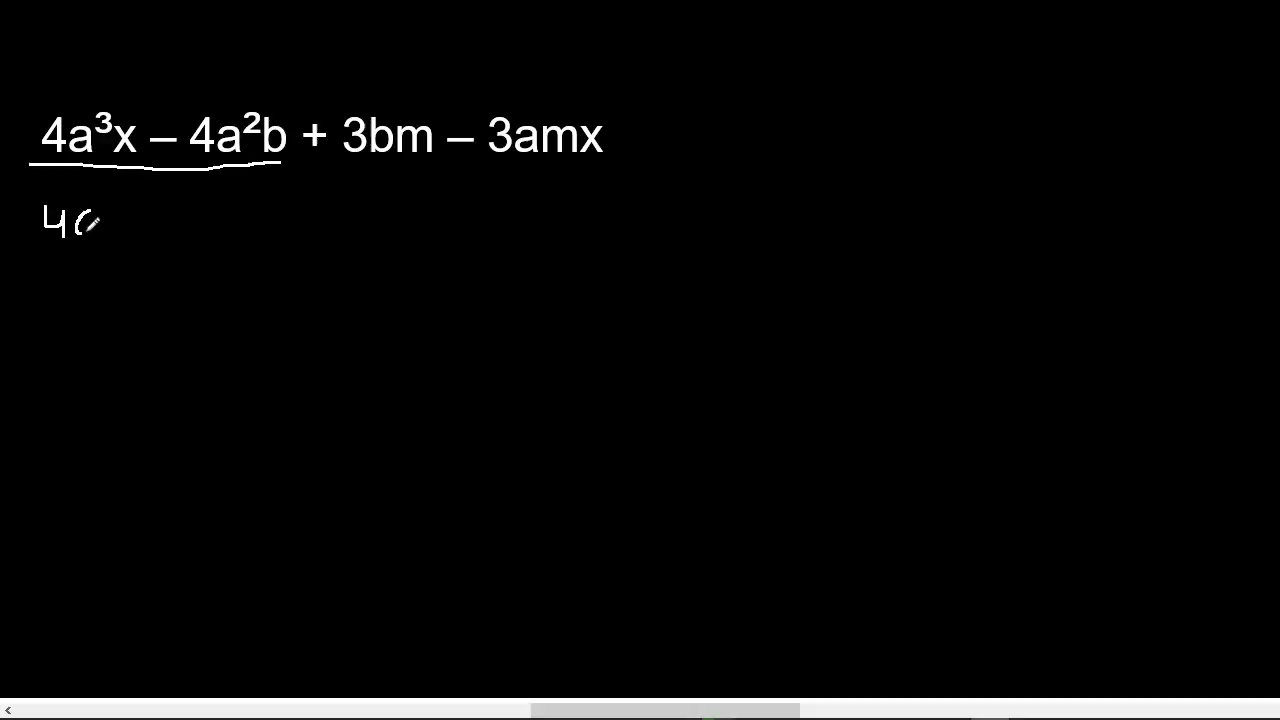 4a³x – 4a²b + 3bm – 3amx
4